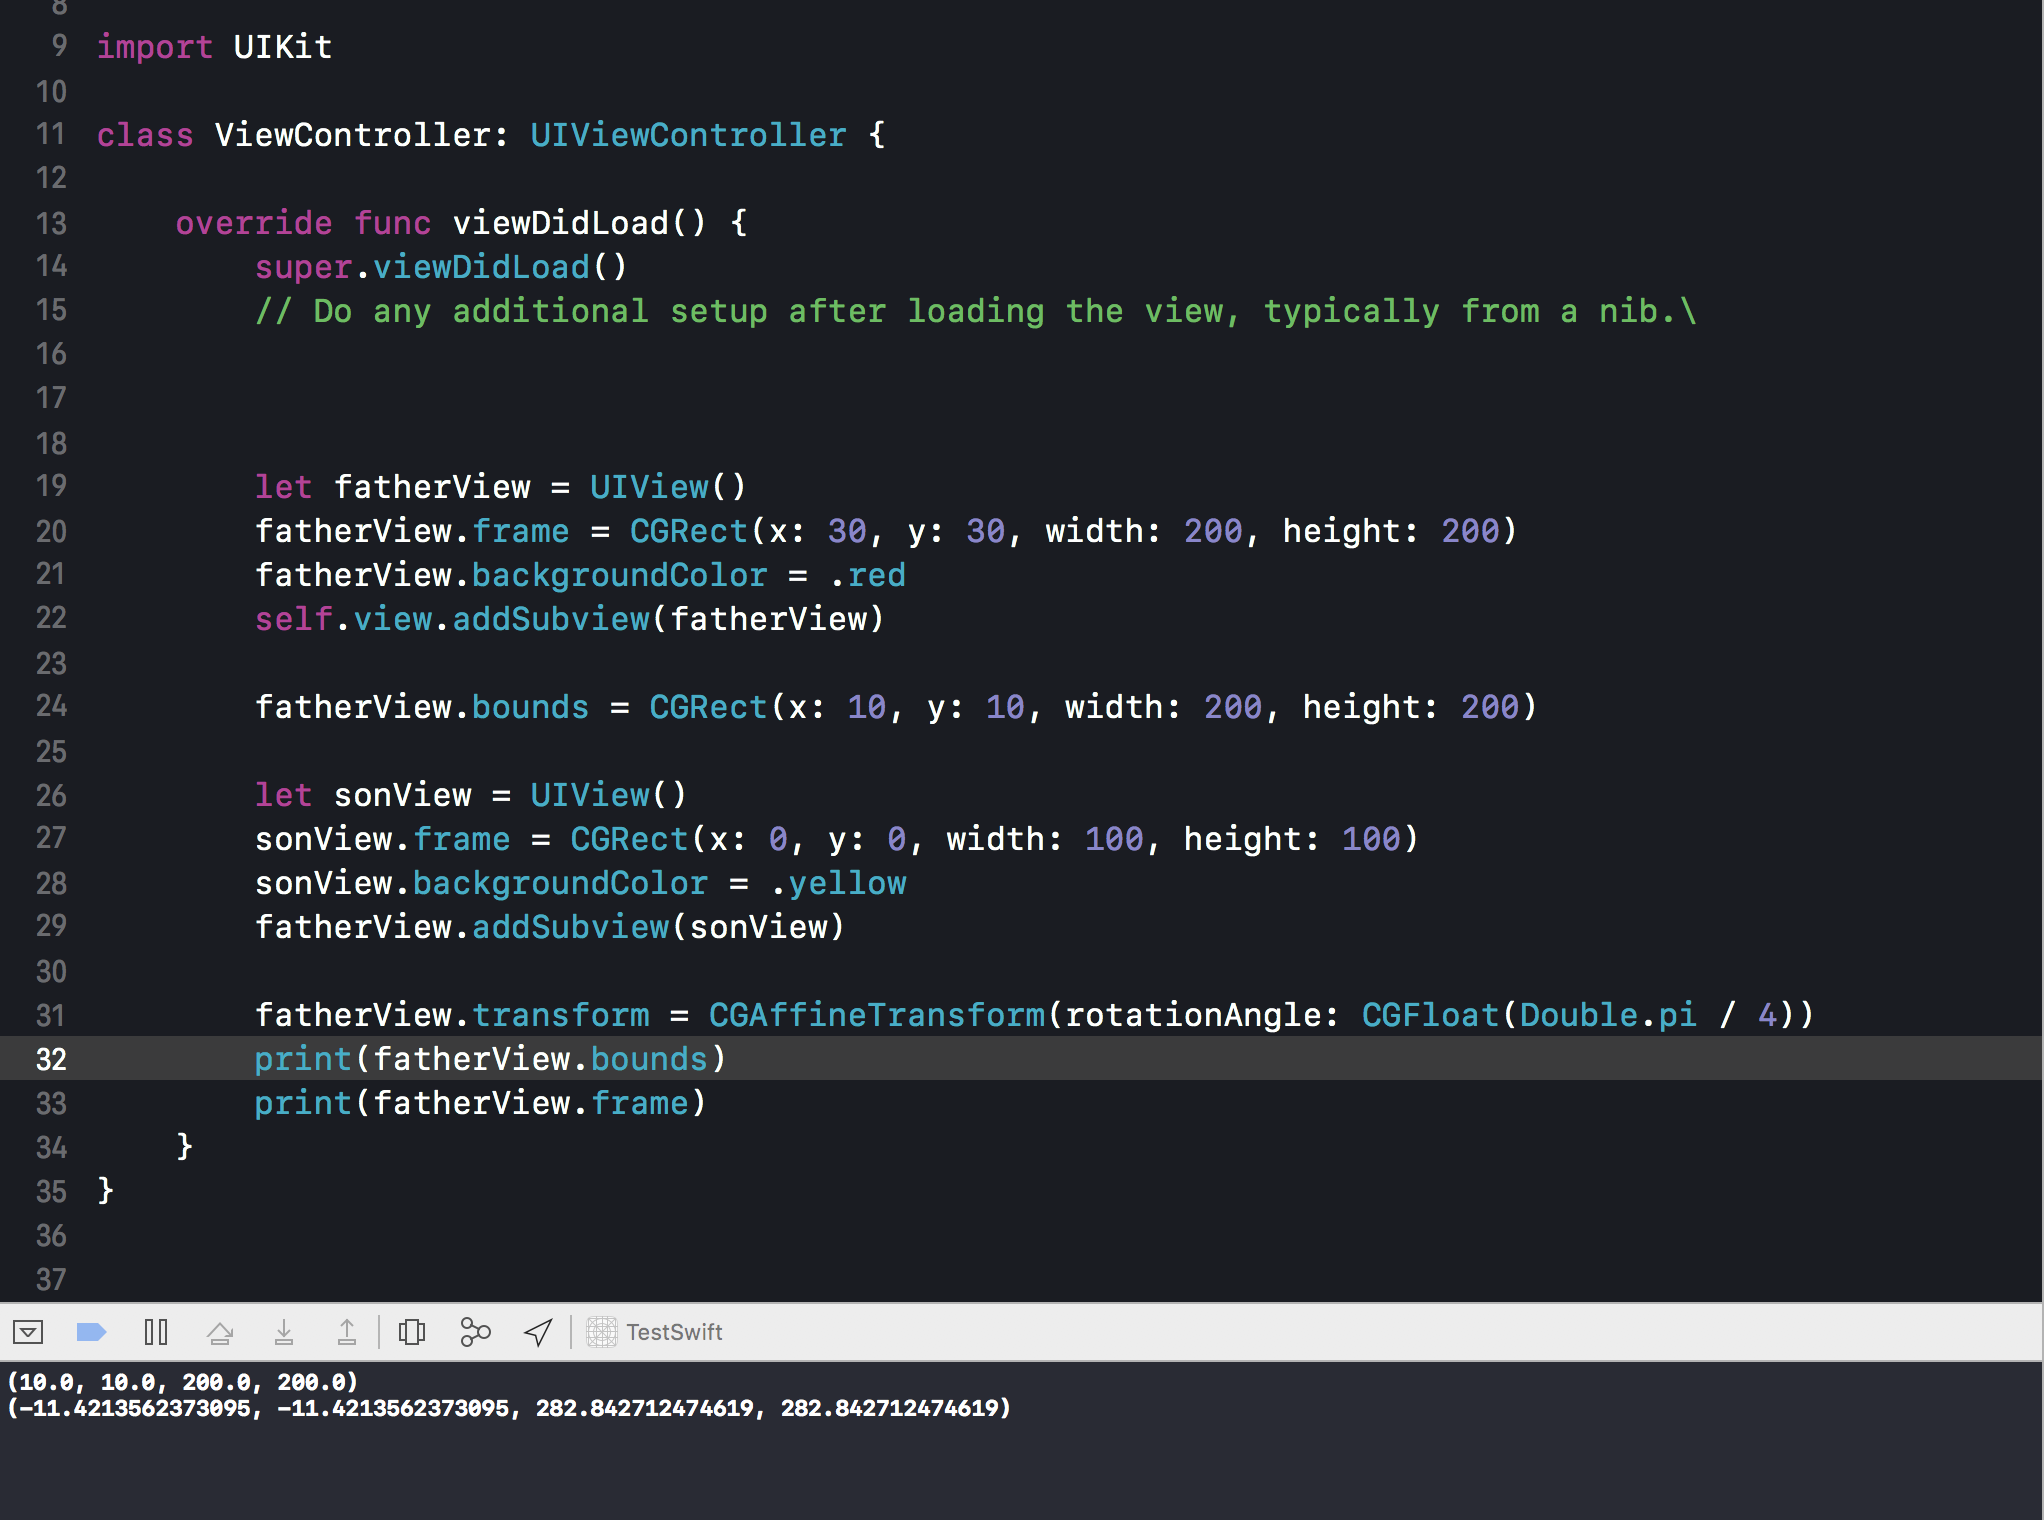 8
9 import UIKit
10
11 class ViewController: UIViewController {
12
13     override func viewDidLoad() {
14         super.viewDidLoad()
15         // Do any additional setup after loading the view, typically from a nib.\
16
17
18
19         let fatherView = UIView()
20         fatherView.frame = CGRect(x: 30, y: 30, width: 200, height: 200)
21         fatherView.backgroundColor = .red
22         self.view.addSubview(fatherView)
23
24         fatherView.bounds = CGRect(x: 10, y: 10, width: 200, height: 200)
25
26         let sonView = UIView()
27         sonView.frame = CGRect(x: 0, y: 0, width: 100, height: 100)
28         sonView.backgroundColor = .yellow
29         fatherView.addSubview(sonView)
30
31         fatherView.transform = CGAffineTransform(rotationAngle: CGFloat(Double.pi / 4))
32         print(fatherView.bounds)
33         print(fatherView.frame)
34     }
35 }
36
37
TestSwift
(10.0, 10.0, 200.0, 200.0)
(-11.4213562373095, -11.4213562373095, 282.842712474619, 282.842712474619)